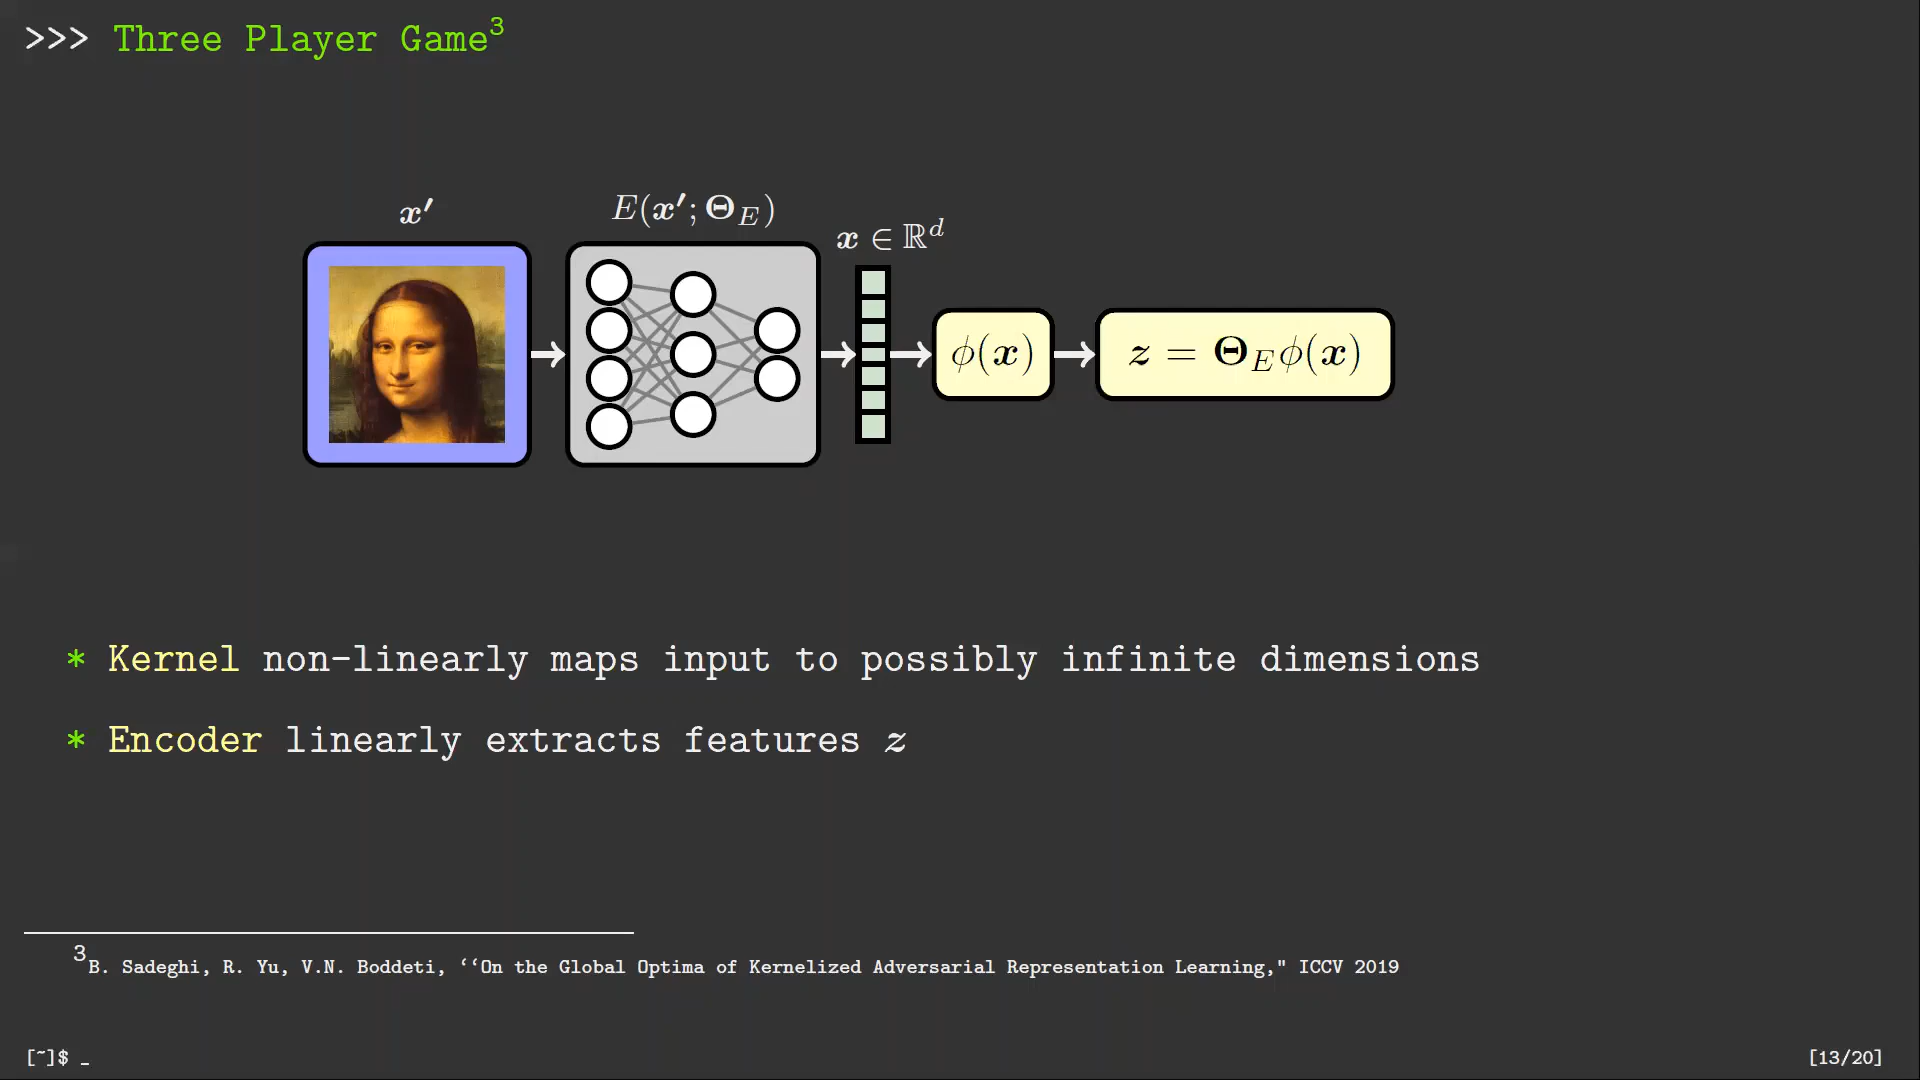 >>> Three Player Game³
x′
E(x′; Θ_E)
x ∈ ℝ^d
ϕ(x)
z = Θ_E ϕ(x)
* Kernel non-linearly maps input to possibly infinite dimensions
* Encoder linearly extracts features z
³B. Sadeghi, R. Yu, V.N. Boddeti, ‘‘On the Global Optima of Kernelized Adversarial Representation Learning," ICCV 2019
[~]$ _
[13/20]